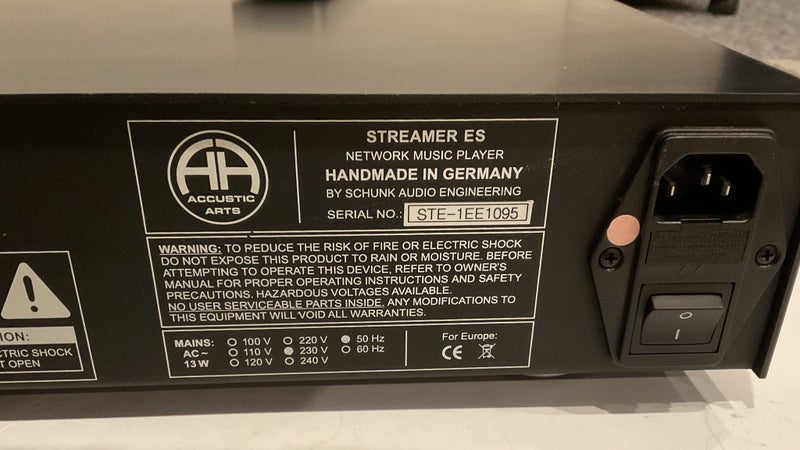 STREAMER ES
NETWORK MUSIC PLAYER
HANDMADE IN GERMANY
BY SCHUNK AUDIO ENGINEERING
SERIAL NO.: STE-1EE1095
AA
ACCUSTIC
ARTS
WARNING: TO PEDUCE THE RISK OF FIRE OR ELECTRIC SHOCK
DO NOT EXPOSE THIS PRODUCT TO RAIN OR MOISTURE. BEFORE
ATTEMPTING TO OPERATE THIS DEVICE, REFER TO OWNER'S
MANUAL FOR PROPER OPERATING INSTRUCTIONS AND SAFETY
PRECAUTIONS. HAZARDOUS VOLTAGES AVAILABLE.
NO USER SERVICEABLE PARTS INSIDE. ANY MODIFICATIONS TO
THIS EQUIPMENT WILL VOID ALL WARRANTIES.
MAINS: 100 V 220 V 50 Hz
AC ~ 110 V 230 V 60 Hz
13 W 120 V 240 V
For Europe:
CE
ION:
CTRIC SHOCK
T OPEN
O
I